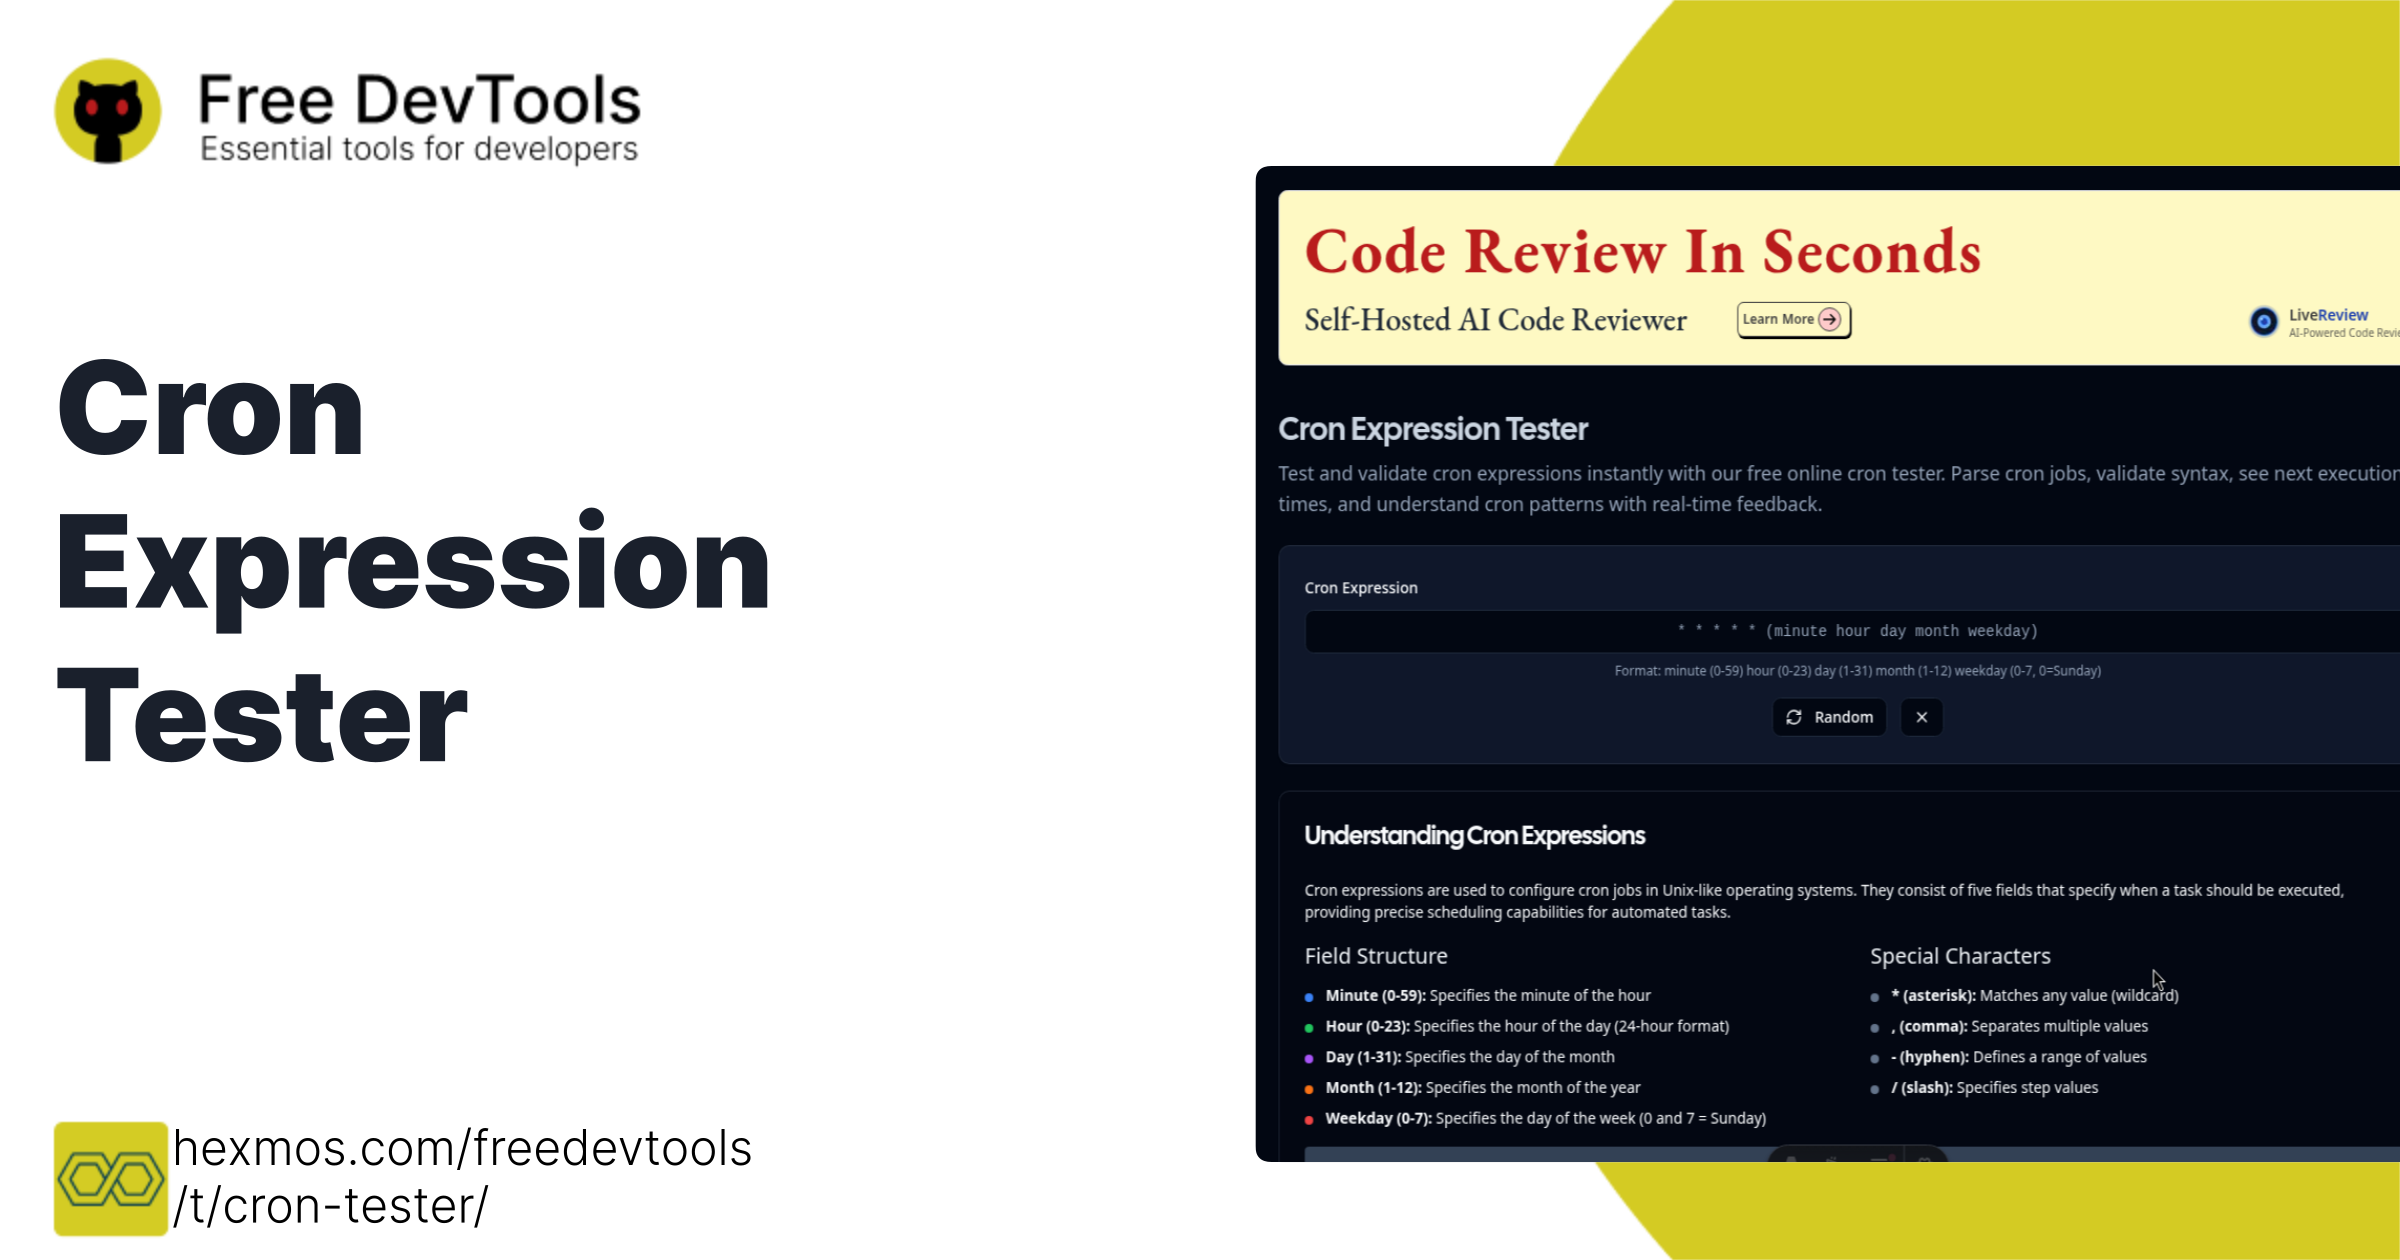 Free DevTools
Essential tools for developers
Cron
Expression
Tester
hexmos.com/freedevtools
/t/cron-tester/
Code Review In Seconds
Self-Hosted AI Code Reviewer
Learn More
LiveReview
AI-Powered Code
Cron Expression Tester
Test and validate cron expressions instantly with our free online cron tester. Parse cron jobs, validate syntax, see next execution
times, and understand cron patterns with real-time feedback.
Cron Expression
* * * * * (minute hour day month weekday)
Format: minute (0-59) hour (0-23) day (1-31) month (1-12) weekday (0-7, 0=Sunday)
Random
Understanding Cron Expressions
Cron expressions are used to configure cron jobs in Unix-like operating systems. They consist of five fields that specify when a task should be executed,
providing precise scheduling capabilities for automated tasks.
Field Structure
Minute (0-59): Specifies the minute of the hour
Hour (0-23): Specifies the hour of the day (24-hour format)
Day (1-31): Specifies the day of the month
Month (1-12): Specifies the month of the year
Weekday (0-7): Specifies the day of the week (0 and 7 = Sunday)
Special Characters
* (asterisk): Matches any value (wildcard)
, (comma): Separates multiple values
- (hyphen): Defines a range of values
/ (slash): Specifies step values